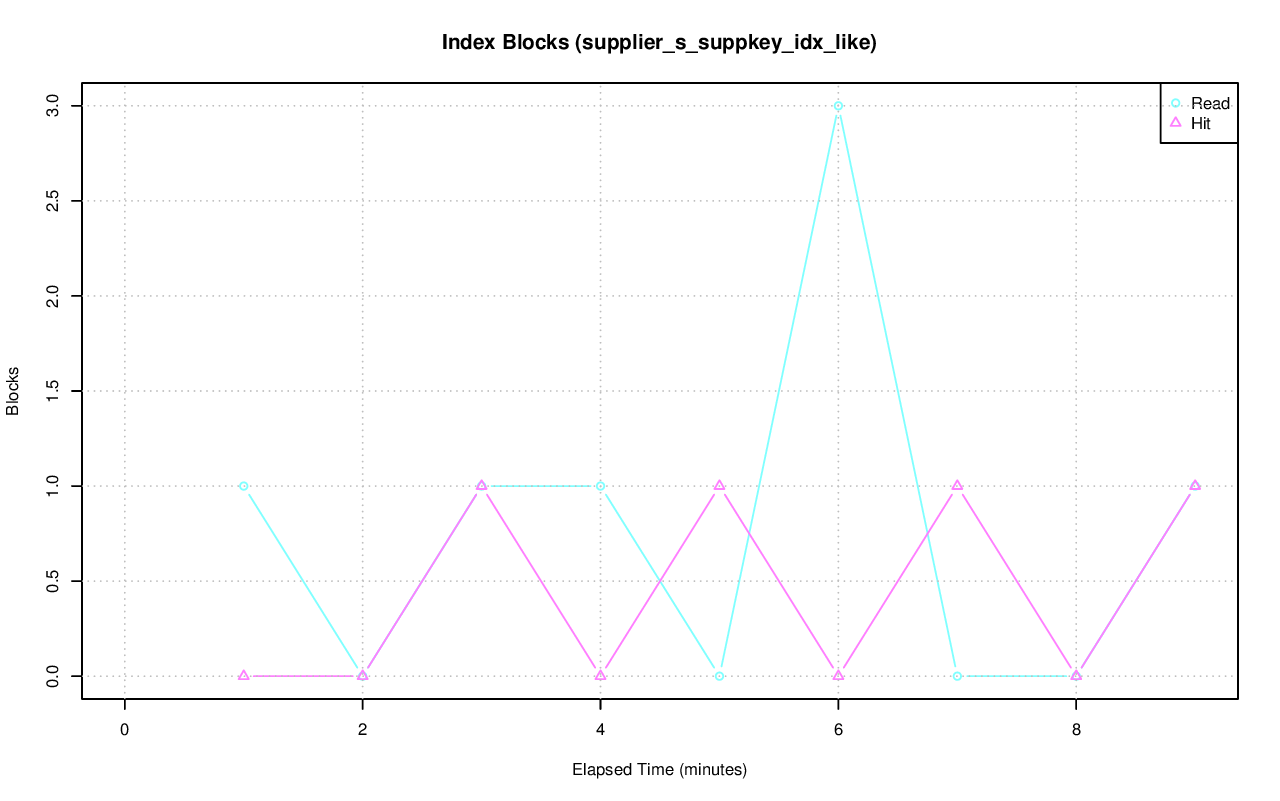 Index Blocks (supplier_s_suppkey_idx_like)
Read
Hit
3.0
2.5
2.0
1.5
1.0
0.5
0.0
Blocks
0 2 4 6 8
Elapsed Time (minutes)